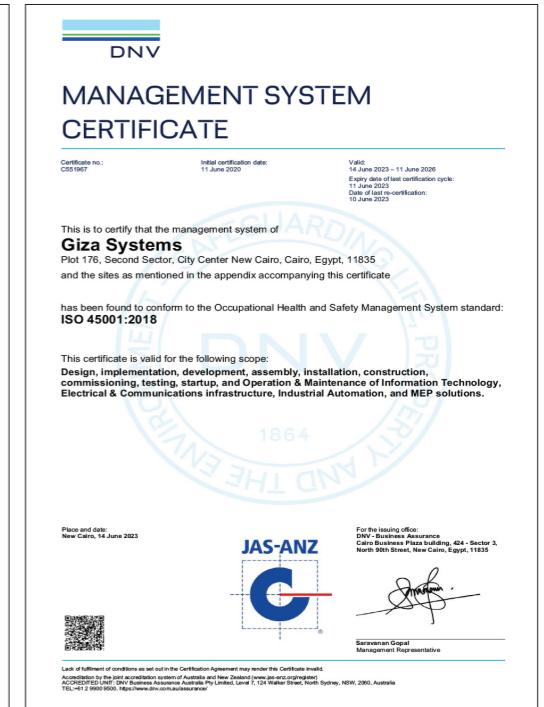 DNV
MANAGEMENT SYSTEM
CERTIFICATE
Certificate no.:
C551967
Initial certification date:
11 June 2020
Valid:
14 June 2023 – 11 June 2026
Expiry date of last certification cycle:
11 June 2023
Date of last re-certification:
10 June 2023
This is to certify that the management system of
Giza Systems
Plot 176, Second Sector, City Center New Cairo, Cairo, Egypt, 11835
and the sites as mentioned in the appendix accompanying this certificate
has been found to conform to the Occupational Health and Safety Management System standard:
ISO 45001:2018
This certificate is valid for the following scope:
Design, implementation, development, assembly, installation, construction,
commissioning, testing, startup, and Operation & Maintenance of Information Technology,
Electrical & Communications infrastructure, Industrial Automation, and MEP solutions.
SAFEGUARDING LIFE, PROPERTY AND THE ENVIRONMENT
DNV
1864
Place and date:
New Cairo, 14 June 2023
JAS-ANZ
C
®
For the issuing office:
DNV - Business Assurance
Cairo Business Plaza building, 424 - Sector 3,
North 90th Street, New Cairo, Egypt, 11835
Saravanan Gopal
Management Representative
Lack of fulfilment of conditions as set out in the Certification Agreement may render this Certificate invalid.
Accreditation by the joint accreditation system of Australia and New Zealand (www.jas-anz.org/register)
ACCREDITED UNIT: DNV Business Assurance Australia Pty Limited, Level 7, 124 Walker Street, North Sydney, NSW, 2060, Australia
TEL:+61 2 9900 9500. https://www.dnv.com.au/assurance/